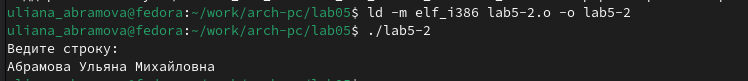 uliana_abramova@fedora:~/work/arch-pc/lab05$ ld -m elf_i386 lab5-2.o -o lab5-2
uliana_abramova@fedora:~/work/arch-pc/lab05$ ./lab5-2
Ведите строку:
Абрамова Ульяна Михайловна